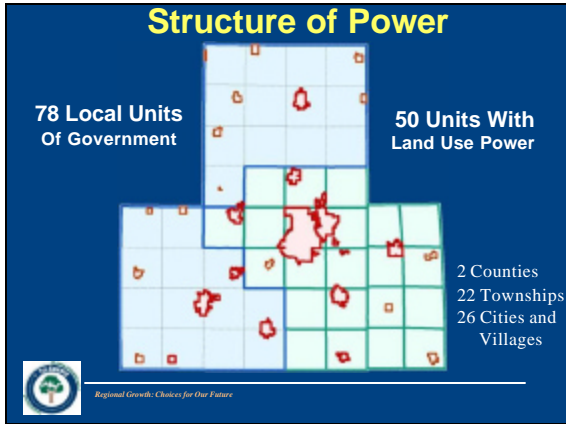 Structure of Power
78 Local Units
Of Government
50 Units With
Land Use Power
2 Counties
22 Townships
26 Cities and
Villages
Regional Growth: Choices for Our Future